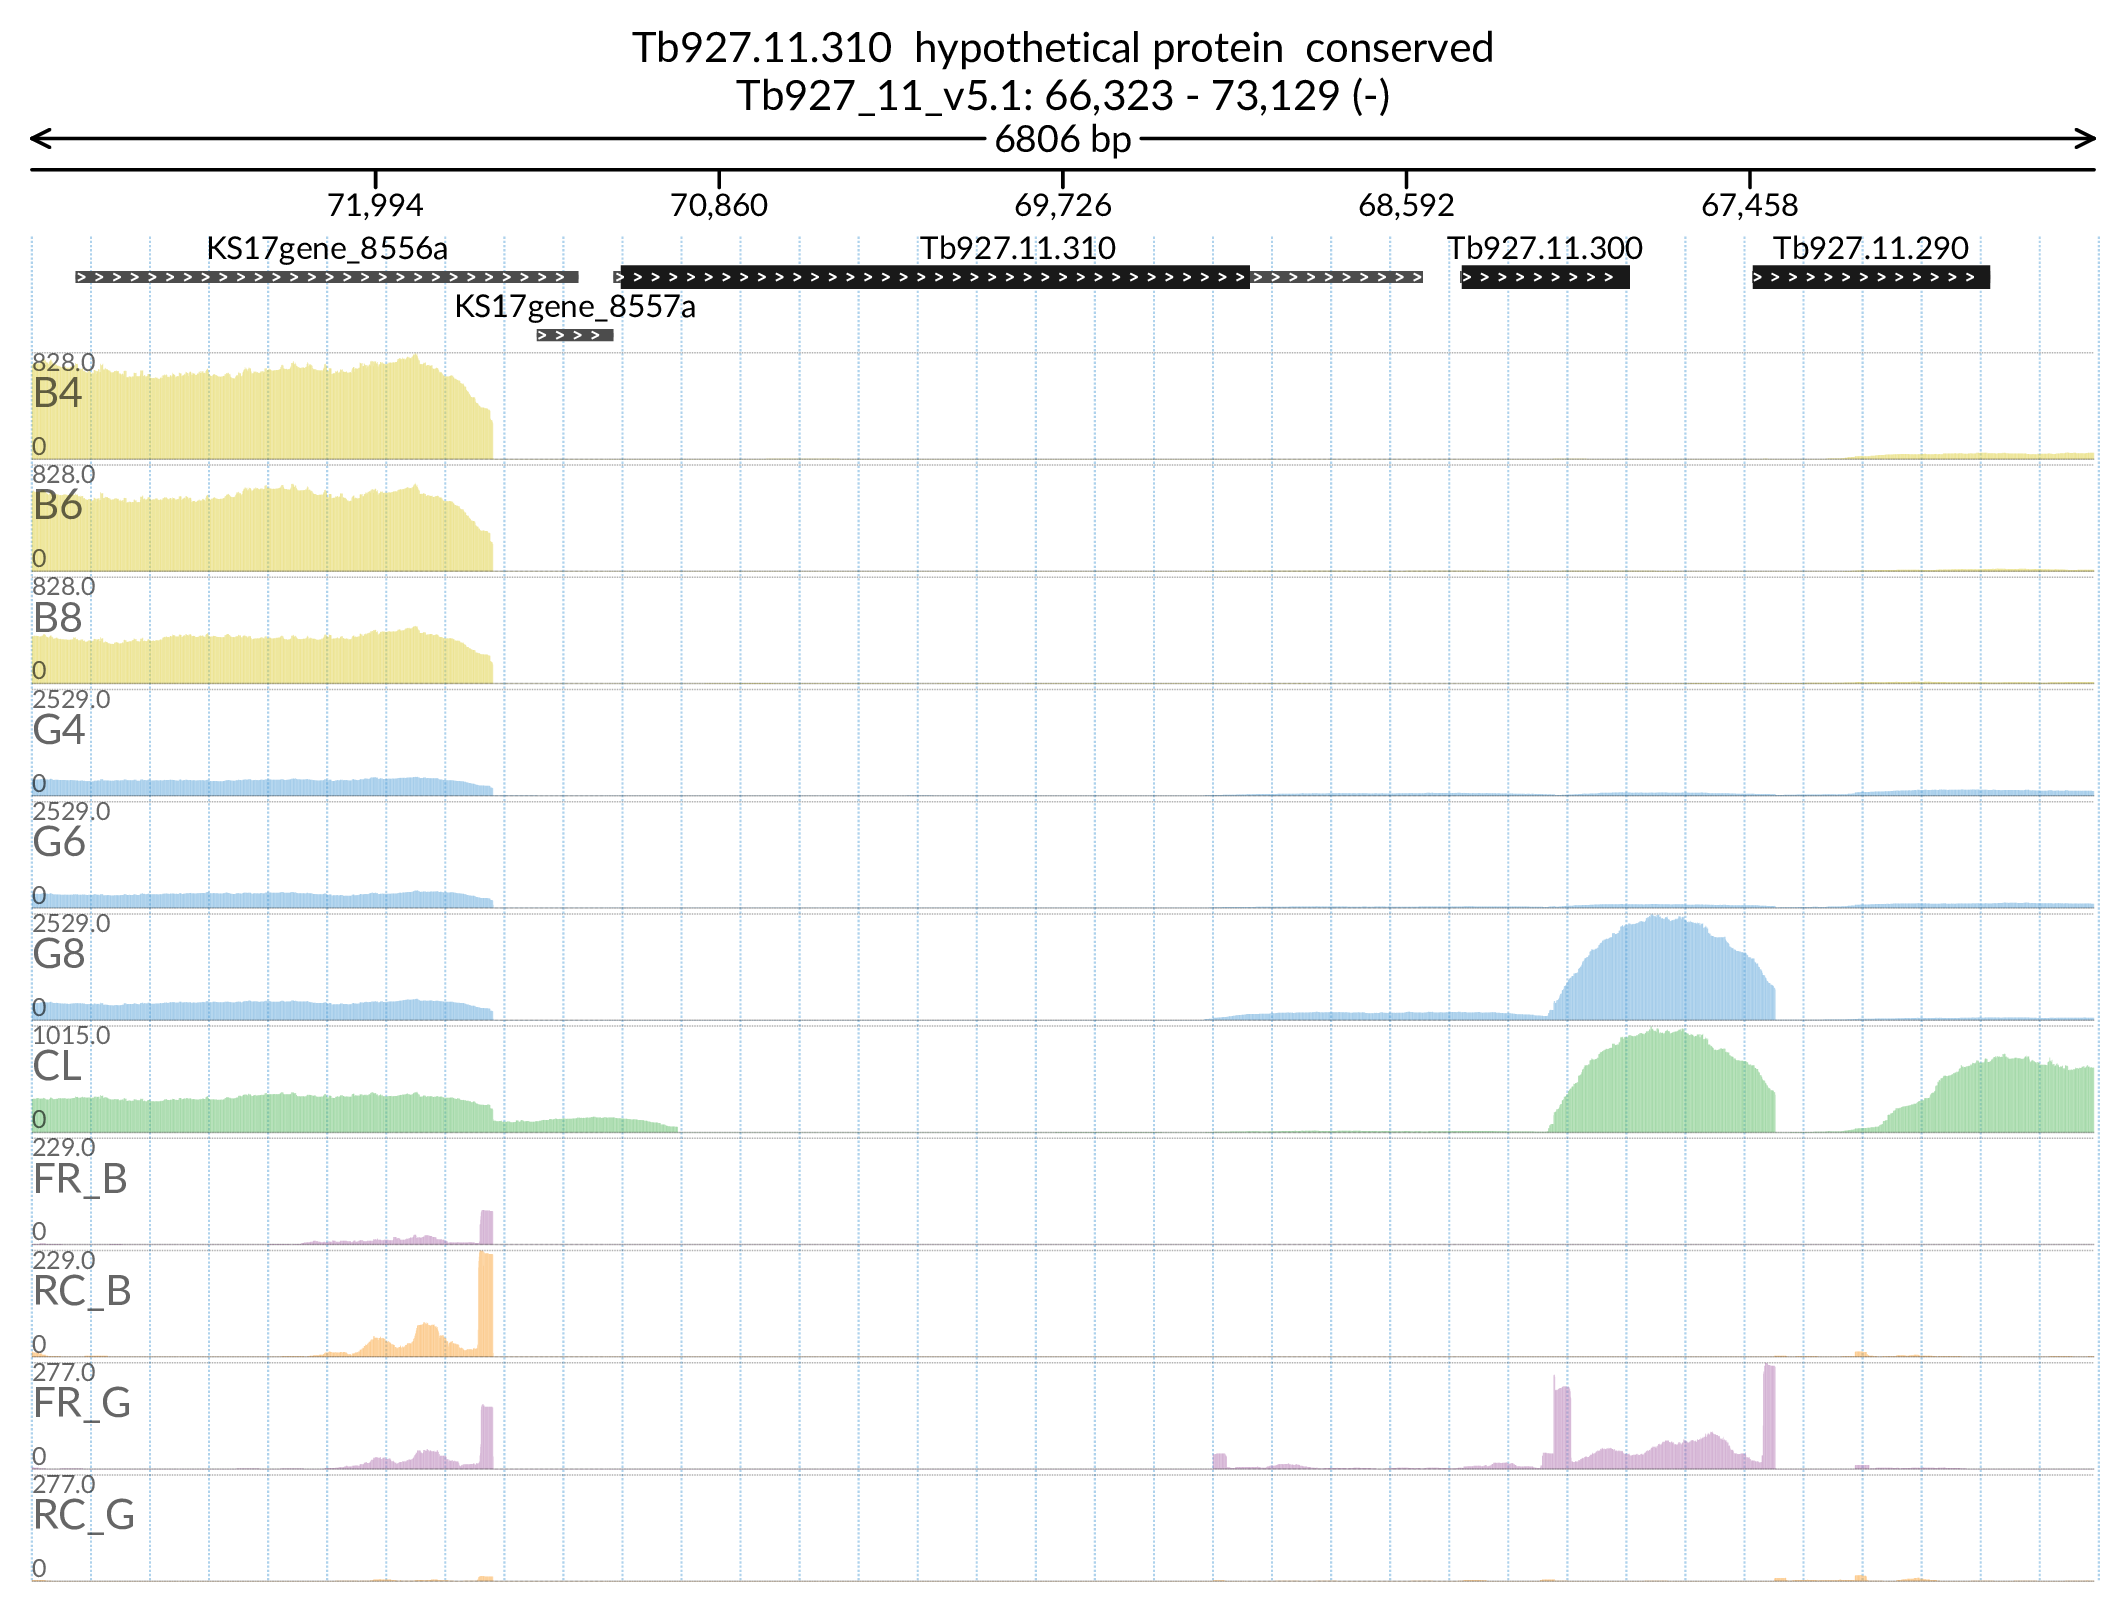 Tb927.11.310  hypothetical protein  conserved
Tb927_11_v5.1: 66,323 - 73,129 (-)
6806 bp
71,994 70,860 69,726 68,592 67,458
KS17gene_8556a Tb927.11.310 Tb927.11.300 Tb927.11.290
KS17gene_8557a
828.0
B4
0
828.0
B6
0
828.0
B8
0
2529.0
G4
0
2529.0
G6
0
2529.0
G8
0
1015.0
CL
0
229.0
FR_B
0
229.0
RC_B
0
277.0
FR_G
0
277.0
RC_G
0